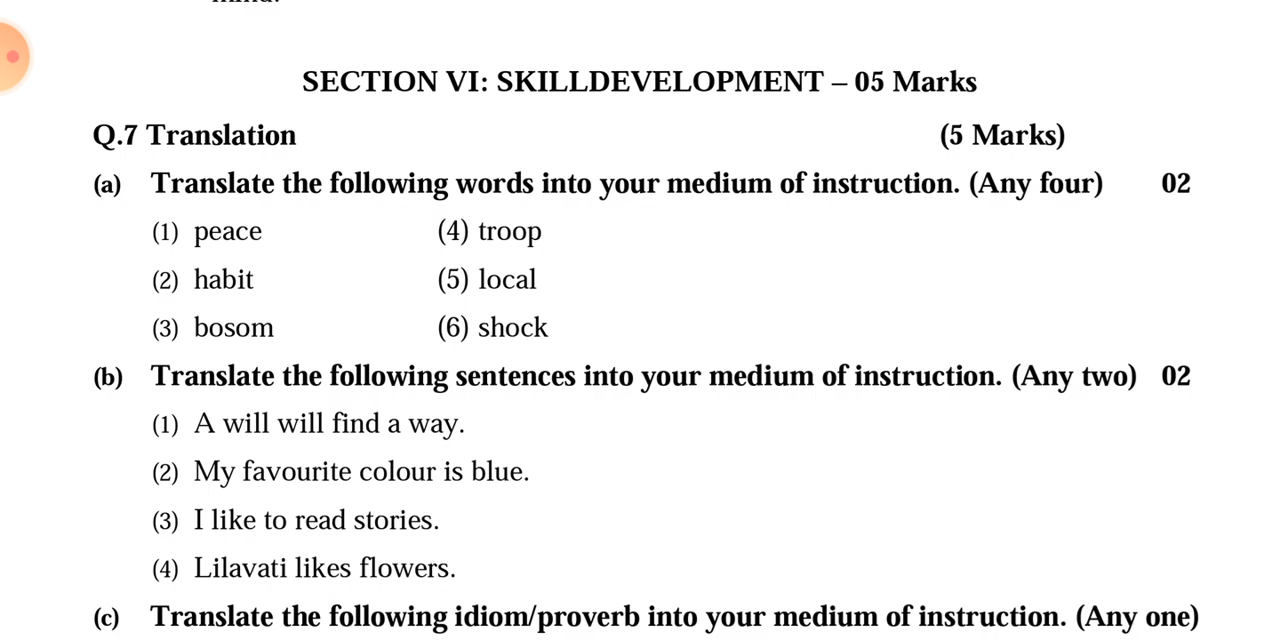 SECTION VI: SKILLDEVELOPMENT – 05 Marks
Q.7 Translation (5 Marks)
(a) Translate the following words into your medium of instruction. (Any four) 02
(1) peace (4) troop
(2) habit (5) local
(3) bosom (6) shock
(b) Translate the following sentences into your medium of instruction. (Any two) 02
(1) A will will find a way.
(2) My favourite colour is blue.
(3) I like to read stories.
(4) Lilavati likes flowers.
(c) Translate the following idiom/proverb into your medium of instruction. (Any one)